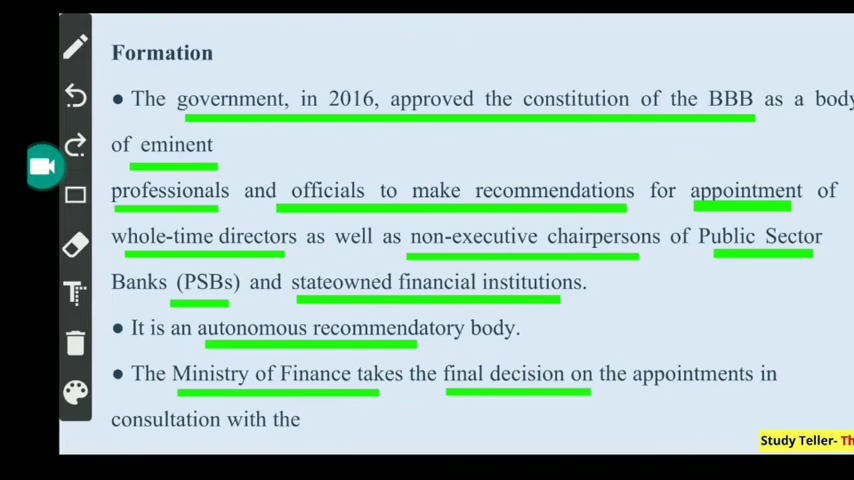 Formation
● The government, in 2016, approved the constitution of the BBB as a body
of eminent
professionals and officials to make recommendations for appointment of
whole-time directors as well as non-executive chairpersons of Public Sector
Banks (PSBs) and stateowned financial institutions.
● It is an autonomous recommendatory body.
● The Ministry of Finance takes the final decision on the appointments in
consultation with the
Study Teller- Th